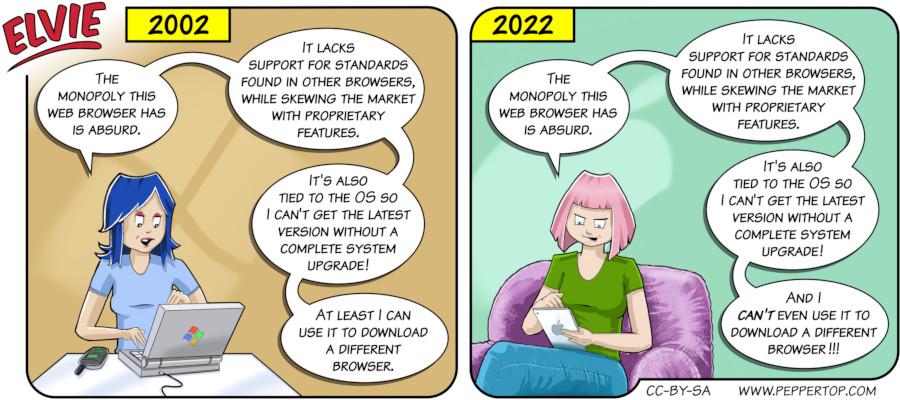 ELVIE
2002
THE
MONOPOLY THIS
WEB BROWSER HAS
IS ABSURD.
IT LACKS
SUPPORT FOR STANDARDS
FOUND IN OTHER BROWSERS,
WHILE SKEWING THE MARKET
WITH PROPRIETARY
FEATURES.
IT'S ALSO
TIED TO THE OS SO
I CAN'T GET THE LATEST
VERSION WITHOUT A
COMPLETE SYSTEM
UPGRADE!
AT LEAST I CAN
USE IT TO DOWNLOAD
A DIFFERENT
BROWSER.
2022
THE
MONOPOLY THIS
WEB BROWSER HAS
IS ABSURD.
IT LACKS
SUPPORT FOR STANDARDS
FOUND IN OTHER BROWSERS,
WHILE SKEWING THE MARKET
WITH PROPRIETARY
FEATURES.
IT'S ALSO
TIED TO THE OS SO
I CAN'T GET THE LATEST
VERSION WITHOUT A
COMPLETE SYSTEM
UPGRADE!
AND I
CAN'T EVEN USE IT TO
DOWNLOAD A DIFFERENT
BROWSER!!!
CC-BY-SA WWW.PEPPERTOP.COM